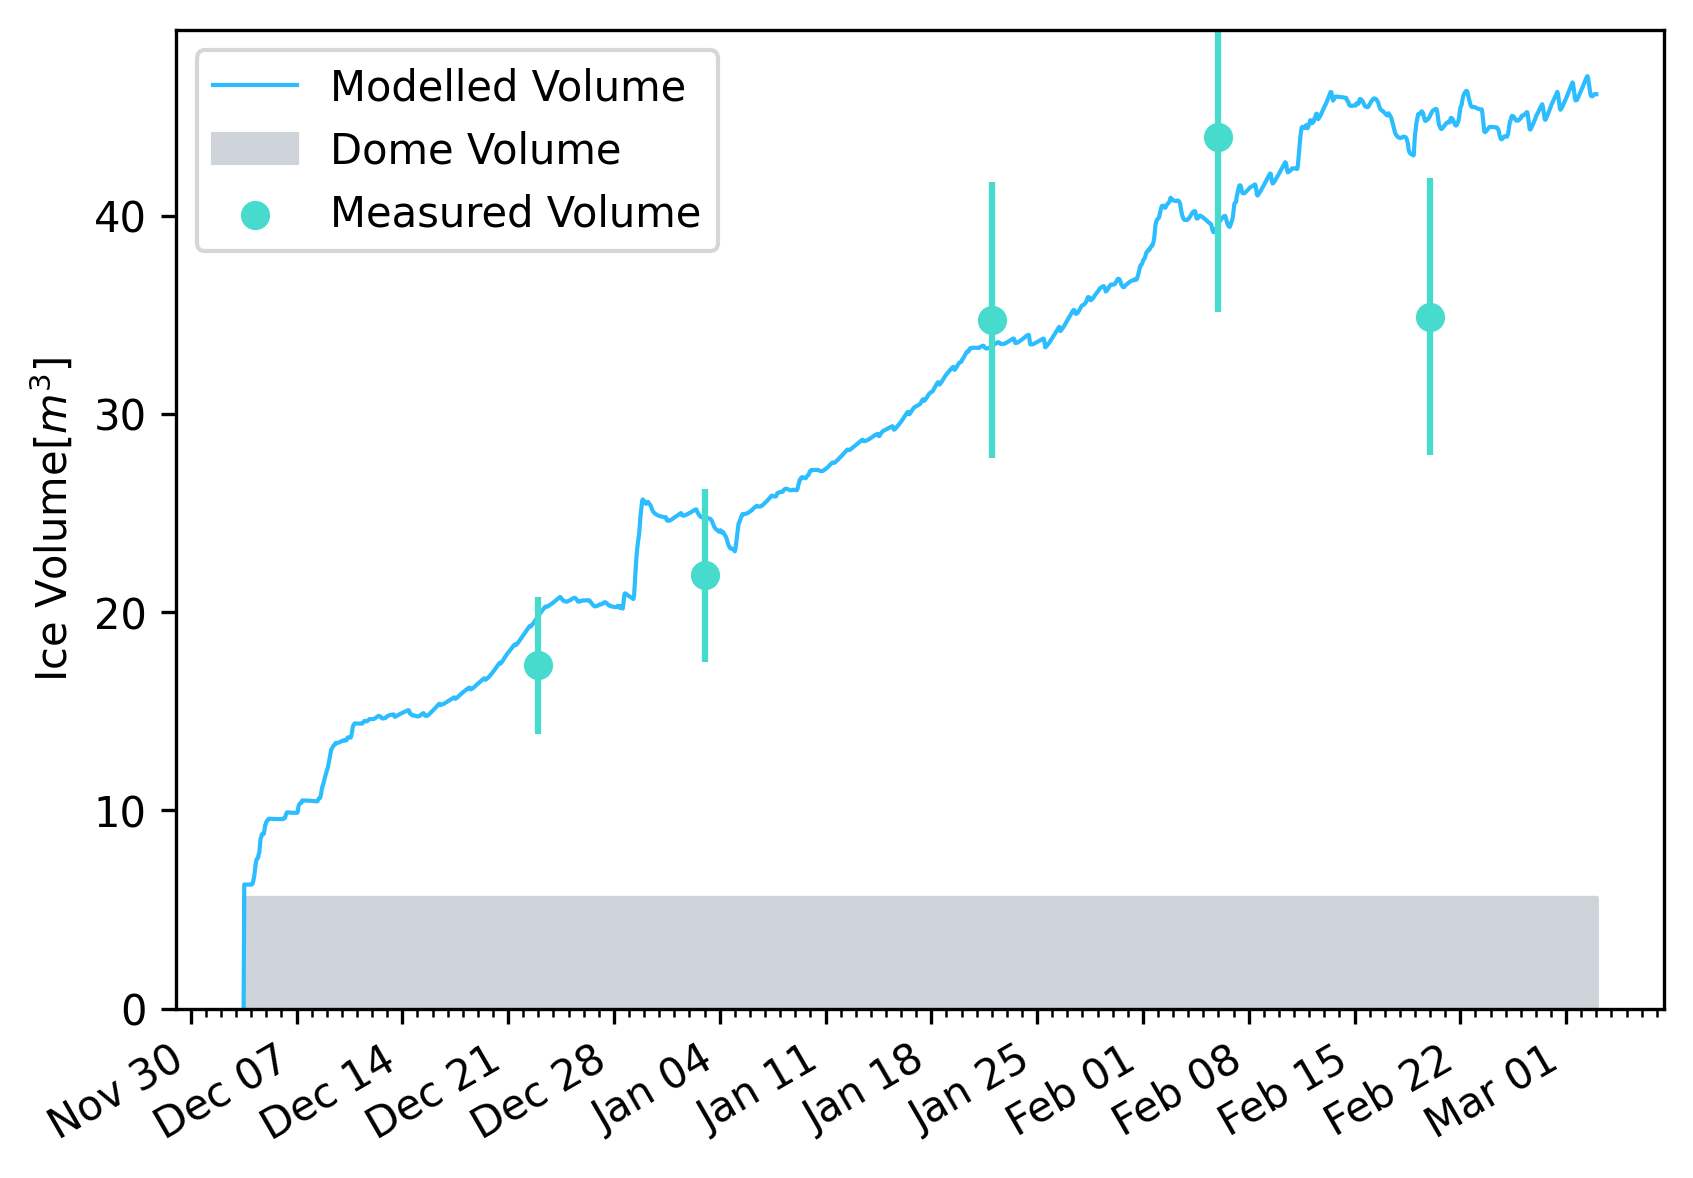 Modelled Volume
Dome Volume
Measured Volume
Ice Volume[m³]
40
30
20
10
0
Nov 30
Dec 07
Dec 14
Dec 21
Dec 28
Jan 04
Jan 11
Jan 18
Jan 25
Feb 01
Feb 08
Feb 15
Feb 22
Mar 01